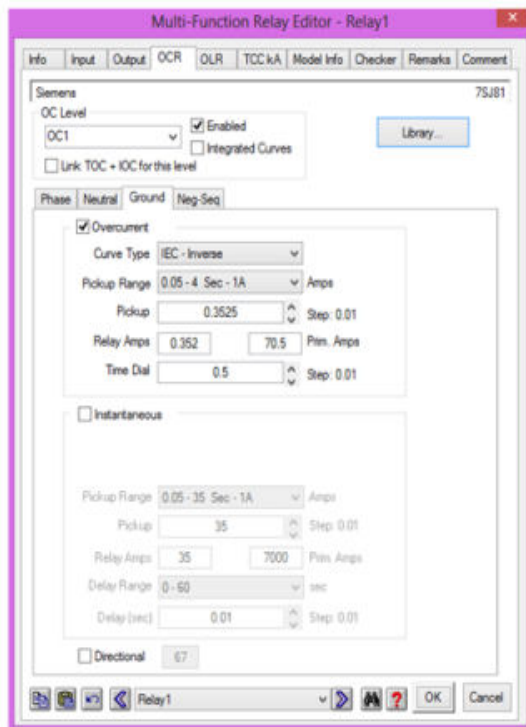 Multi-Function Relay Editor - Relay1
Info Input Output OCR OLR TCC kA Model Info Checker Remarks Comment
Siemens 7SJ81
OC Level
OC1 Enabled Library...
Integrated Curves
Link TOC + IOC for this level
Phase Neutral Ground Neg-Seq
Overcurrent
Curve Type IEC - Inverse
Pickup Range 0.05 - 4 Sec - 1A Amps
Pickup 0.3525 Step: 0.01
Relay Amps 0.352 70.5 Prim. Amps
Time Dial 0.5 Step: 0.01
Instantaneous
Pickup Range 0.05 - 35 Sec - 1A Amps
Pickup 35 Step: 0.01
Relay Amps 35 7000 Prim. Amps
Delay Range 0 - 60 sec
Delay (sec) 0.01 Step: 0.01
Directional 67
Relay1 ? OK Cancel